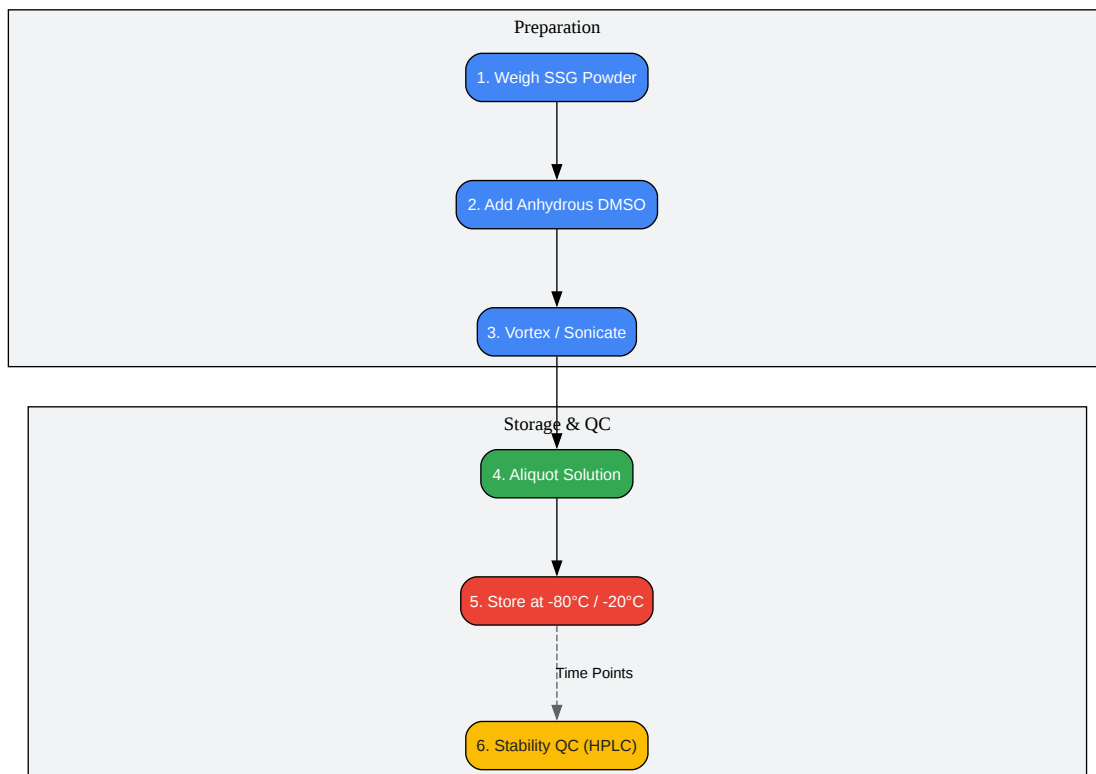 Preparation
1. Weigh SSG Powder
2. Add Anhydrous DMSO
3. Vortex / Sonicate
Storage & QC
4. Aliquot Solution
5. Store at -80°C / -20°C
Time Points
6. Stability QC (HPLC)